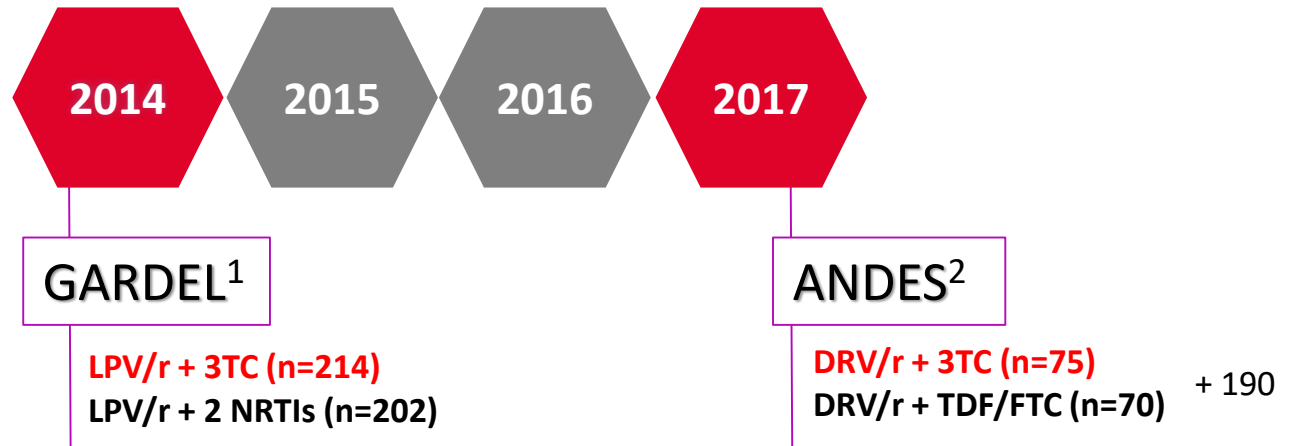 2014 2015 2016 2017
GARDEL¹
ANDES²
LPV/r + 3TC (n=214)
LPV/r + 2 NRTIs (n=202)
DRV/r + 3TC (n=75)
DRV/r + TDF/FTC (n=70)
+ 190